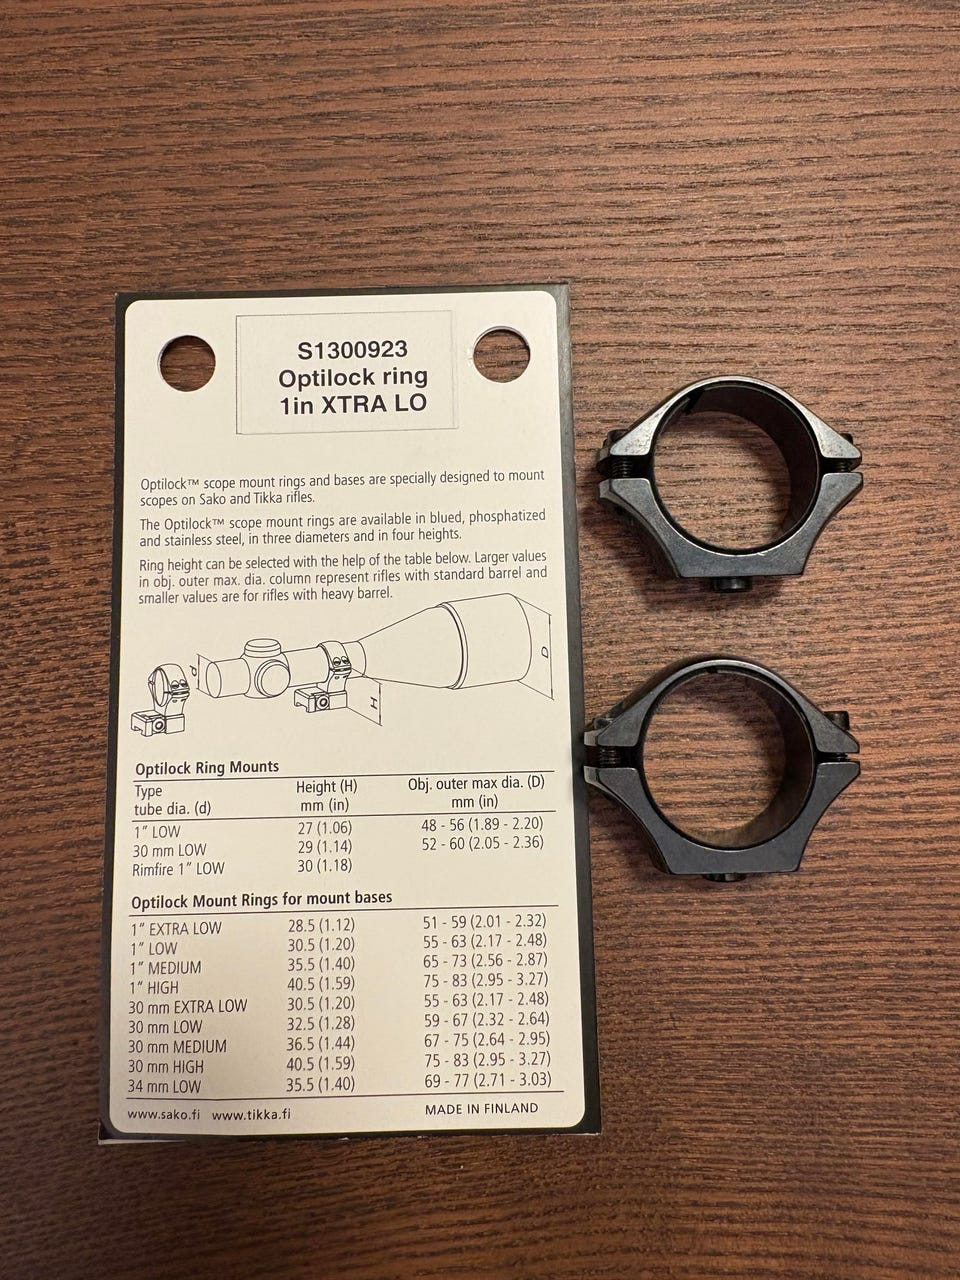 S1300923
Optilock ring
1in XTRA LO
Optilock™ scope mount rings and bases are specially designed to mount
scopes on Sako and Tikka rifles.
The Optilock™ scope mount rings are available in blued, phosphatized
and stainless steel, in three diameters and in four heights.
Ring height can be selected with the help of the table below. Larger values
in obj. outer max. dia. column represent rifles with standard barrel and
smaller values are for rifles with heavy barrel.
d
D
H
Optilock Ring Mounts
Type Height (H) Obj. outer max dia. (D)
tube dia. (d) mm (in) mm (in)
1” LOW 27 (1.06) 48 - 56 (1.89 - 2.20)
30 mm LOW 29 (1.14) 52 - 60 (2.05 - 2.36)
Rimfire 1” LOW 30 (1.18)
Optilock Mount Rings for mount bases
1” EXTRA LOW 28.5 (1.12) 51 - 59 (2.01 - 2.32)
1” LOW 30.5 (1.20) 55 - 63 (2.17 - 2.48)
1” MEDIUM 35.5 (1.40) 65 - 73 (2.56 - 2.87)
1” HIGH 40.5 (1.59) 75 - 83 (2.95 - 3.27)
30 mm EXTRA LOW 30.5 (1.20) 55 - 63 (2.17 - 2.48)
30 mm LOW 32.5 (1.28) 59 - 67 (2.32 - 2.64)
30 mm MEDIUM 36.5 (1.44) 67 - 75 (2.64 - 2.95)
30 mm HIGH 40.5 (1.59) 75 - 83 (2.95 - 3.27)
34 mm LOW 35.5 (1.40) 69 - 77 (2.71 - 3.03)
www.sako.fi www.tikka.fi MADE IN FINLAND